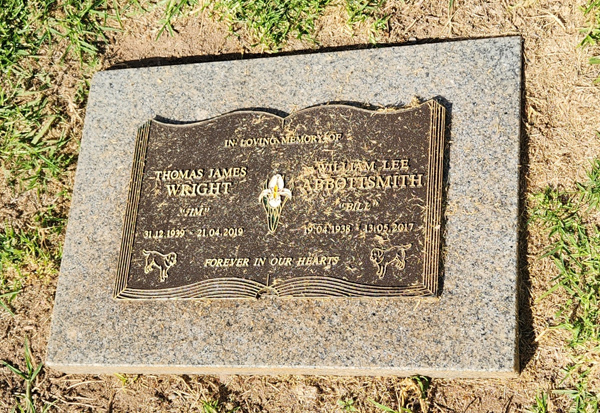 IN LOVING MEMORY OF
THOMAS JAMES
WRIGHT
"JIM"
31.12.1939 - 21.04.2019
WILLIAM LEE
ABBOTTSMITH
"BILL"
19.04.1938 - 13.05.2017
FOREVER IN OUR HEARTS